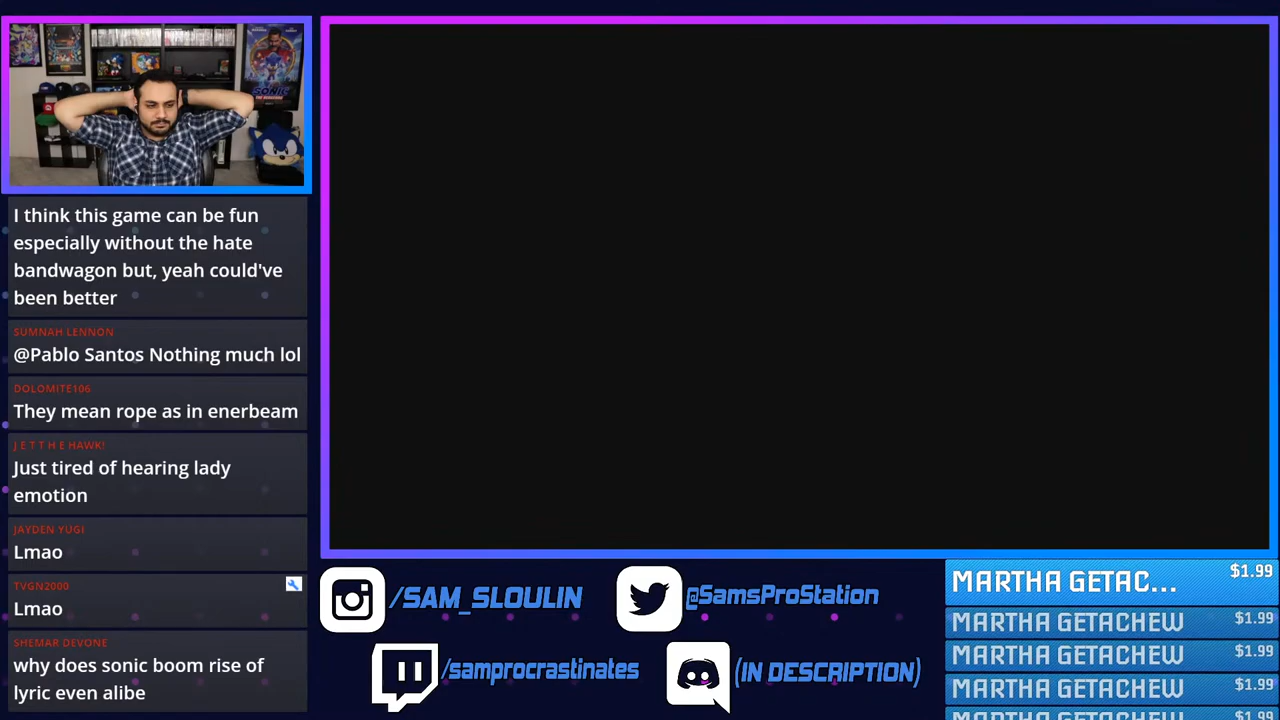 SONIC
I think this game can be fun
especially without the hate
bandwagon but, yeah could've
been better
SUMNAH LENNON
@Pablo Santos Nothing much lol
DOLOMITE106
They mean rope as in enerbeam
J E T T H E HAWK!
Just tired of hearing lady
emotion
JAYDEN YUGI
Lmao
TVGN2000
Lmao
SHEMAR DEVONE
why does sonic boom rise of
lyric even alibe
/SAM_SLOULIN
@SamsProStation
/samprocrastinates
(IN DESCRIPTION)
MARTHA GETAC... $1.99
MARTHA GETACHEW $1.99
MARTHA GETACHEW $1.99
MARTHA GETACHEW $1.99